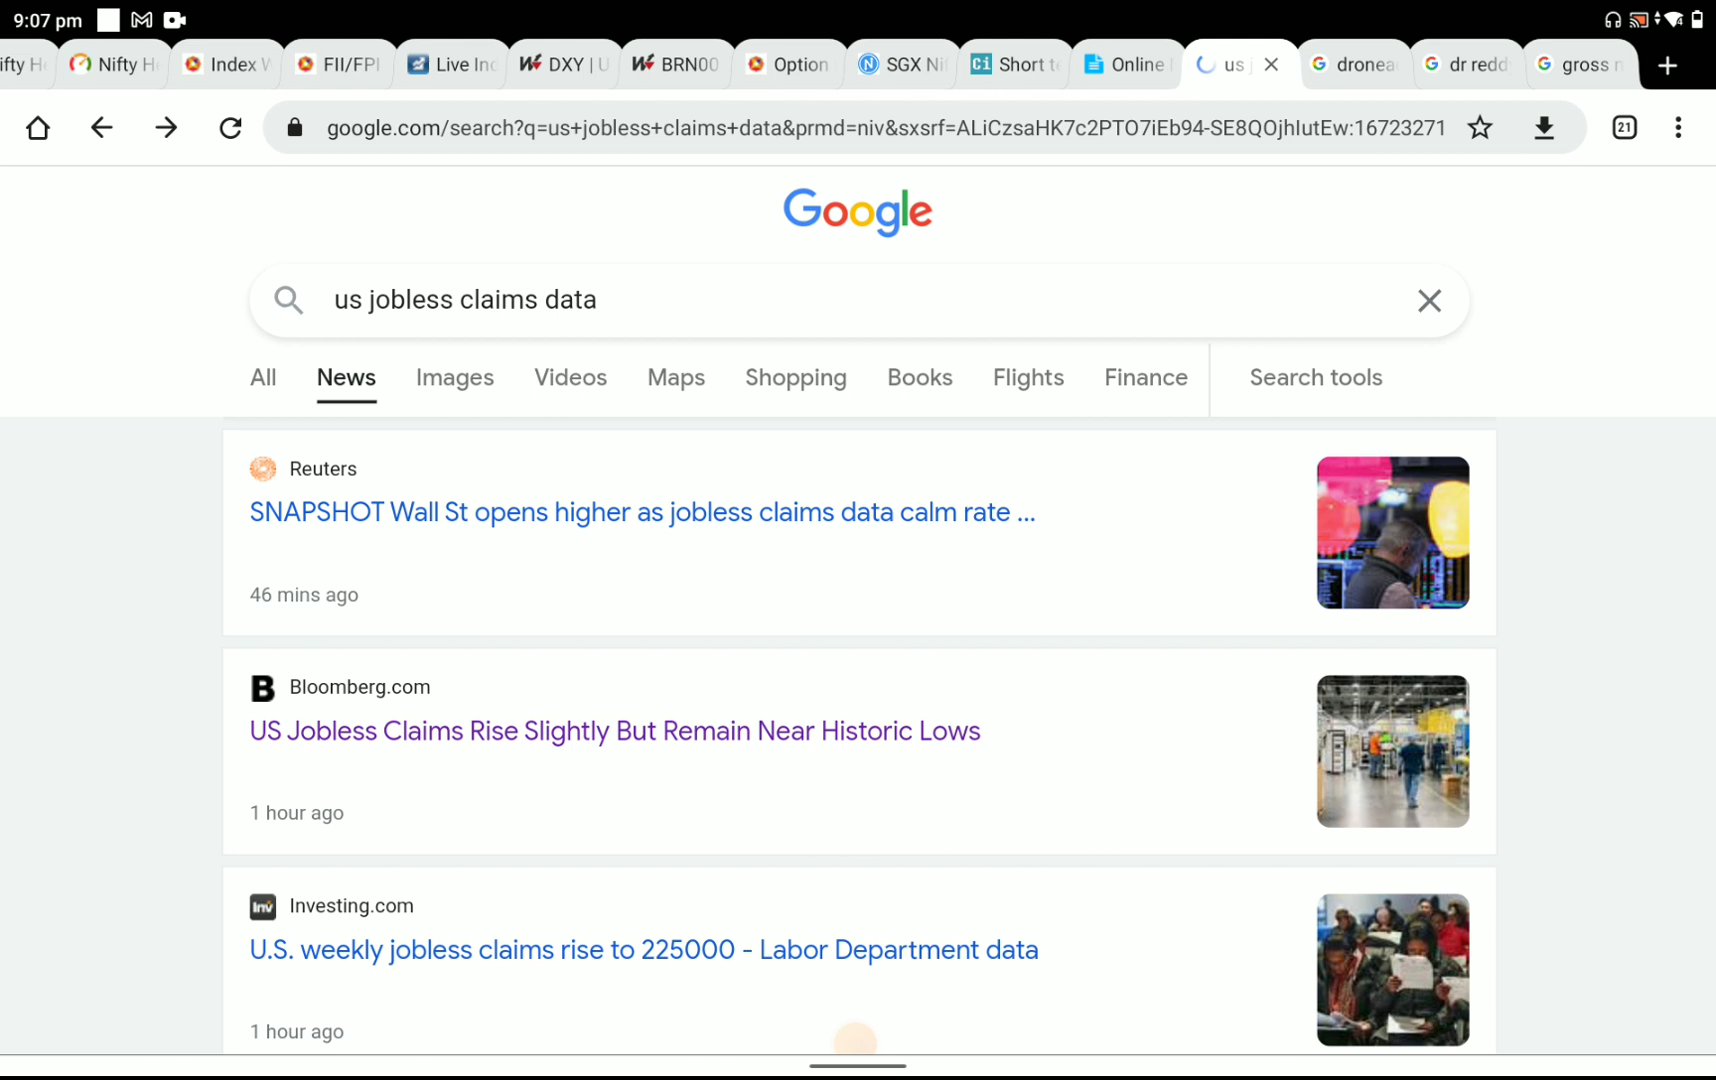 9:07 pm
ifty H
Nifty H
Index W
FII/FPI
Live Inc
DXY | U
BRN00
Option
SGX Ni
Short t
Online
us j
dronea
dr redd
gross n
google.com/search?q=us+jobless+claims+data&prmd=niv&sxsrf=ALiCzsaHK7c2PTO7iEb94-SE8QOjhIutEw:16723271
21
Google
us jobless claims data
All
News
Images
Videos
Maps
Shopping
Books
Flights
Finance
Search tools
Reuters
SNAPSHOT Wall St opens higher as jobless claims data calm rate ...
46 mins ago
B
Bloomberg.com
US Jobless Claims Rise Slightly But Remain Near Historic Lows
1 hour ago
Inv
Investing.com
U.S. weekly jobless claims rise to 225000 - Labor Department data
1 hour ago